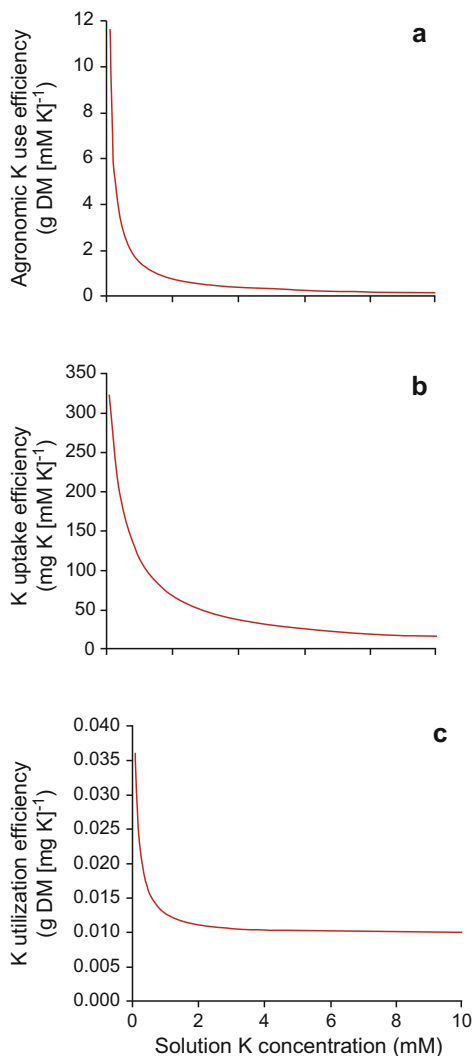 a
Agronomic K use efficiency
(g DM [mM K]-1)
12
10
8
6
4
2
0
b
K uptake efficiency
(mg K [mM K]-1)
350
300
250
200
150
100
50
0
c
K utilization efficiency
(g DM [mg K]-1)
0.040
0.035
0.030
0.025
0.020
0.015
0.010
0.005
0.000
0 2 4 6 8 10
Solution K concentration (mM)